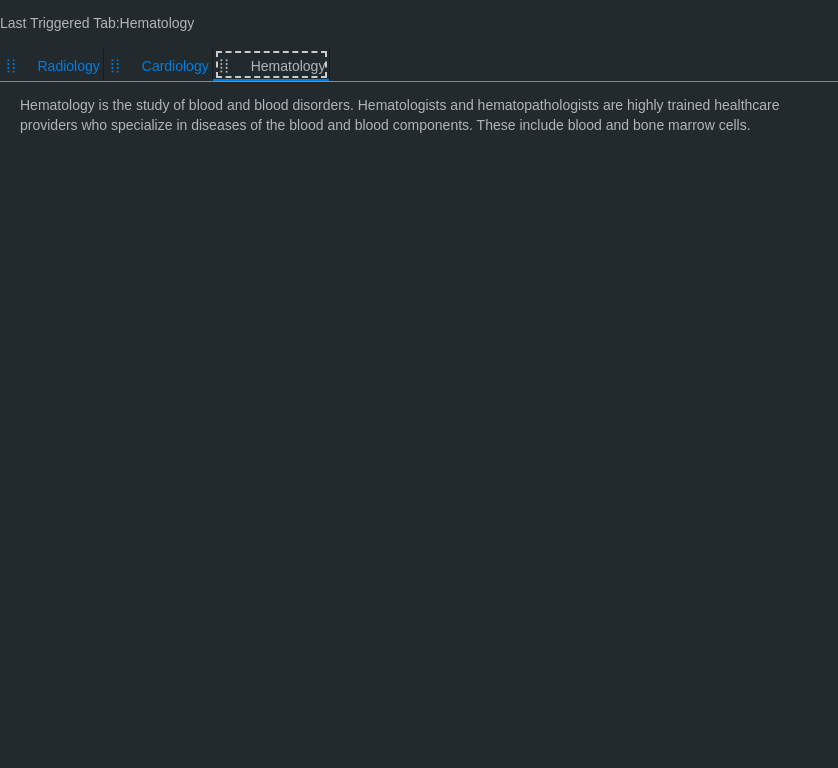 Last Triggered Tab:Hematology
Radiology Cardiology Hematology
Hematology is the study of blood and blood disorders. Hematologists and hematopathologists are highly trained healthcare
providers who specialize in diseases of the blood and blood components. These include blood and bone marrow cells.